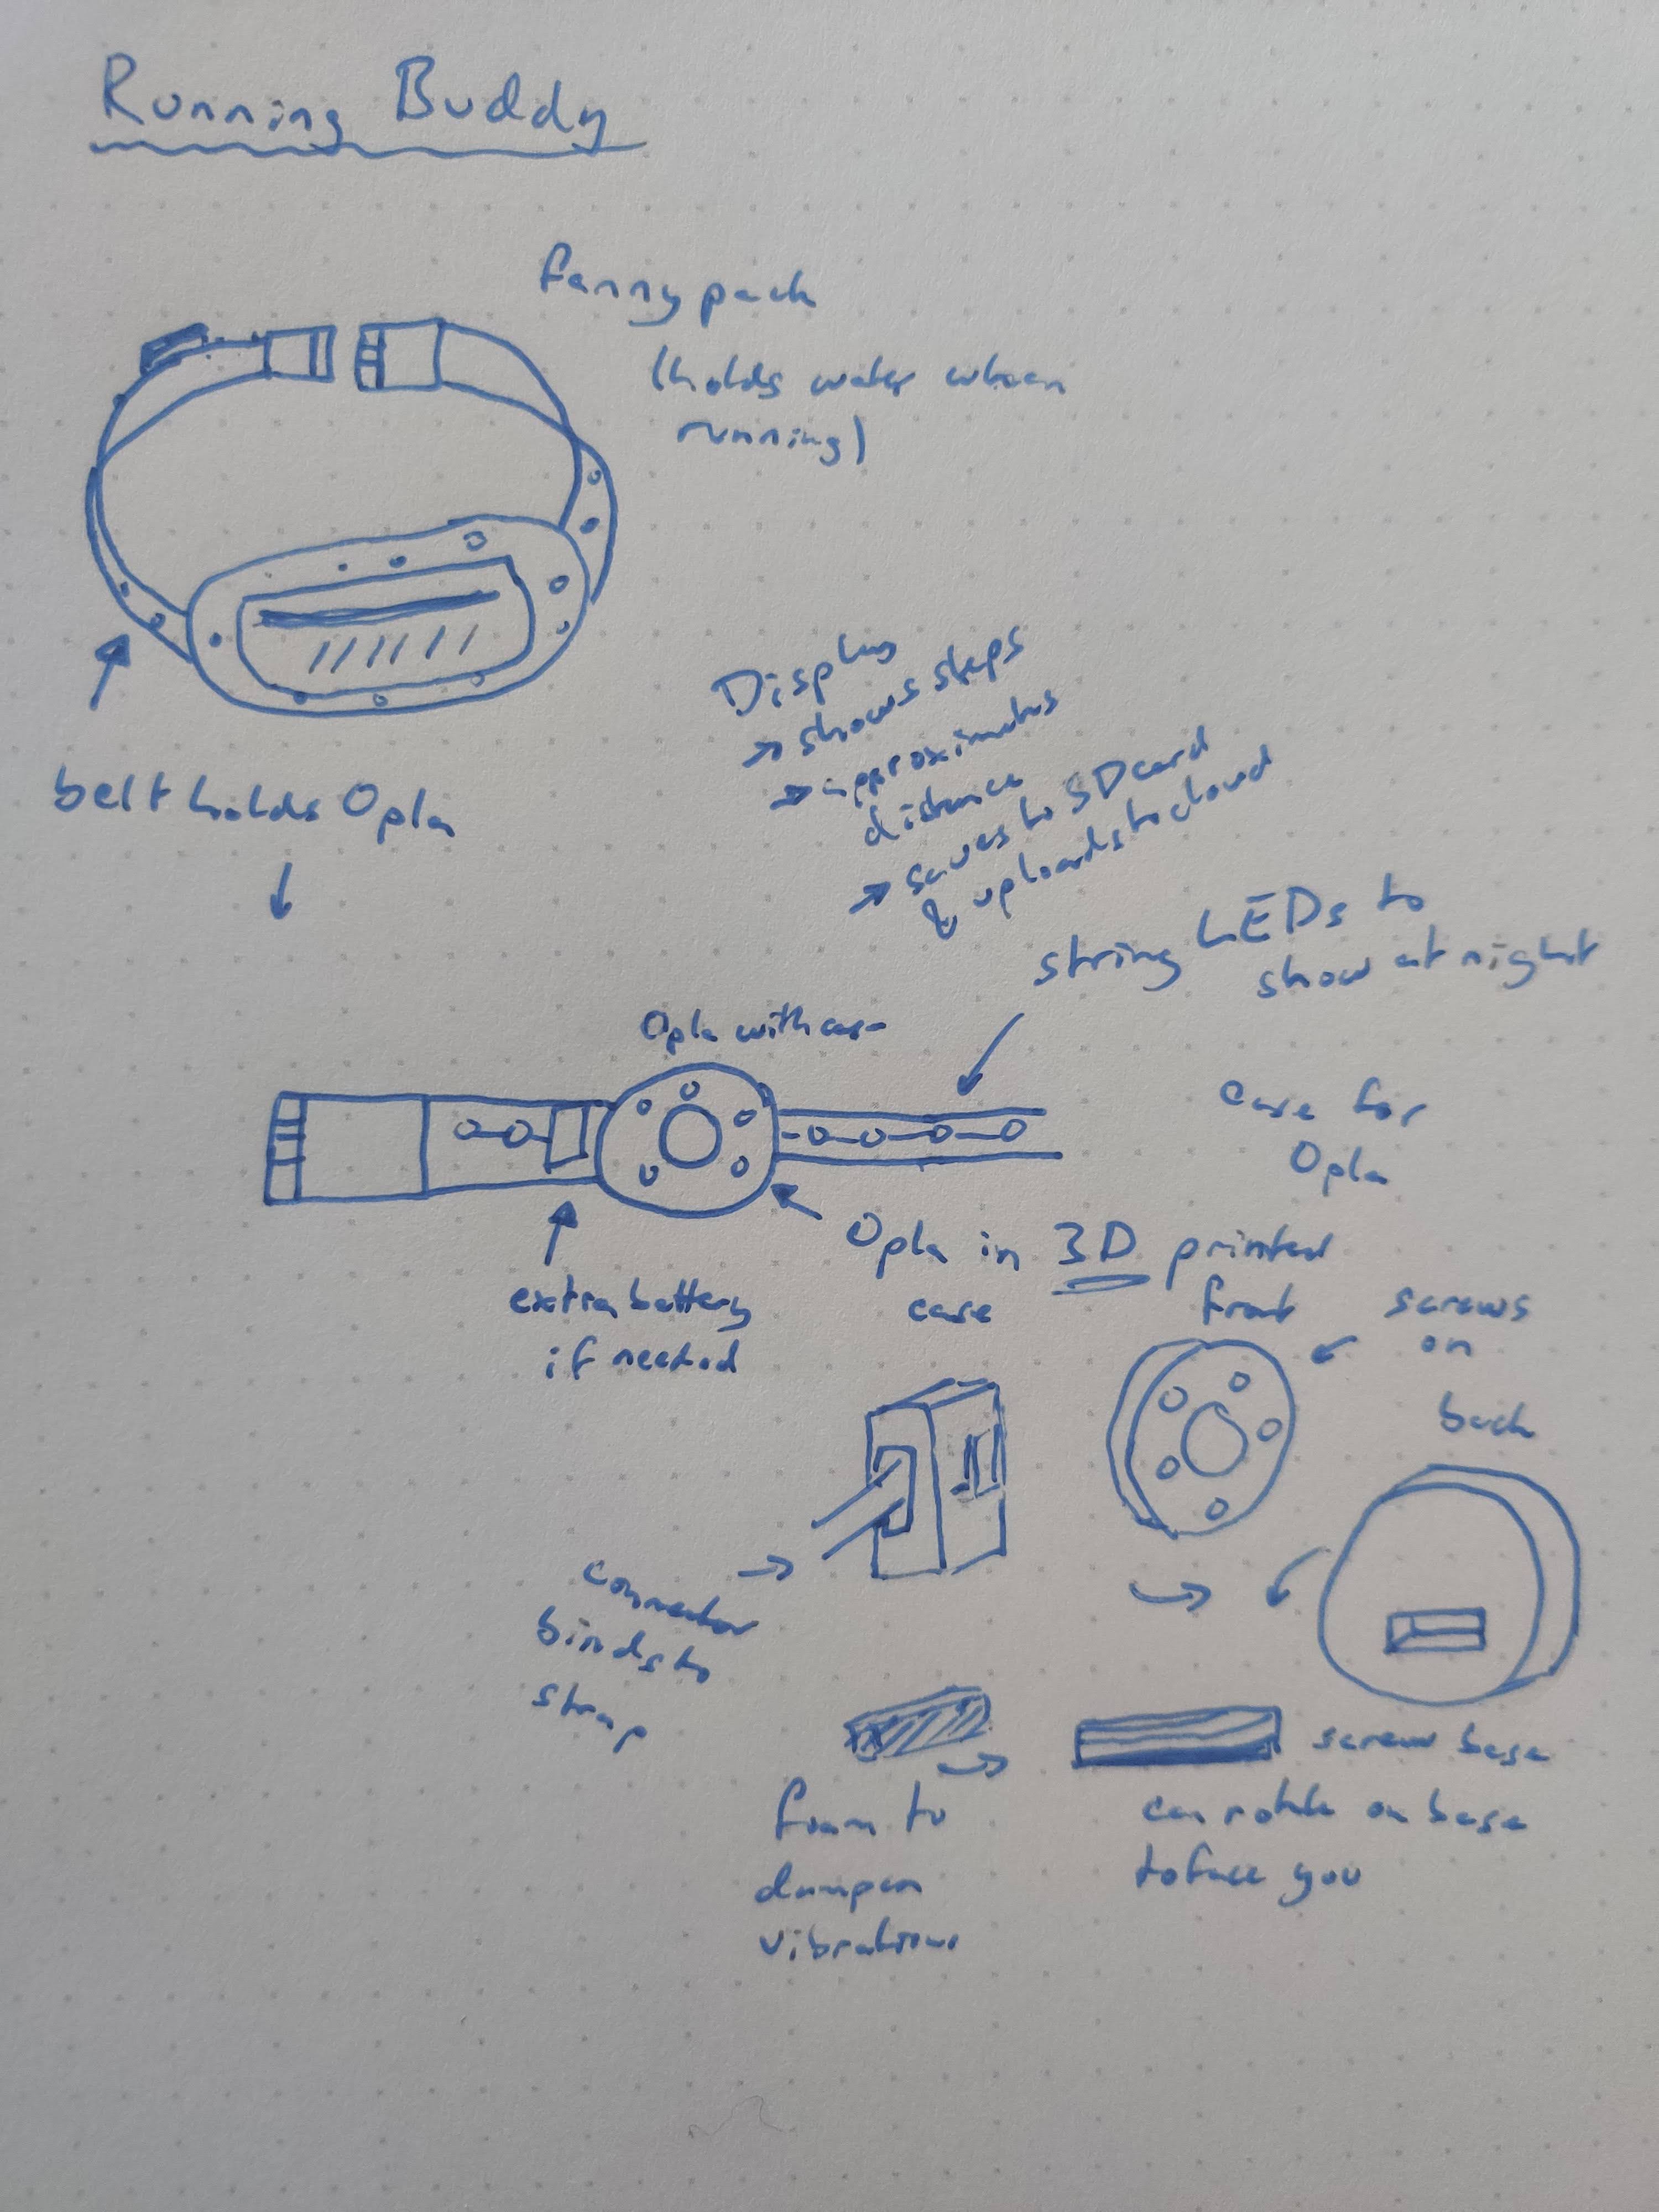 Running Buddy
fanny pack
(holds water when
running)
belt holds Opla
Display
→ shows steps
→ approximates
distance
→ saves to SD card
& uploads to cloud
string LEDs to
show at night
Opla with case
case for
Opla
Opla in 3D printed
case
extra battery
if needed
front
screws
on
back
connector
binds to
strap
foam to
dampen
vibrations
screw base
can rotate on base
to face you